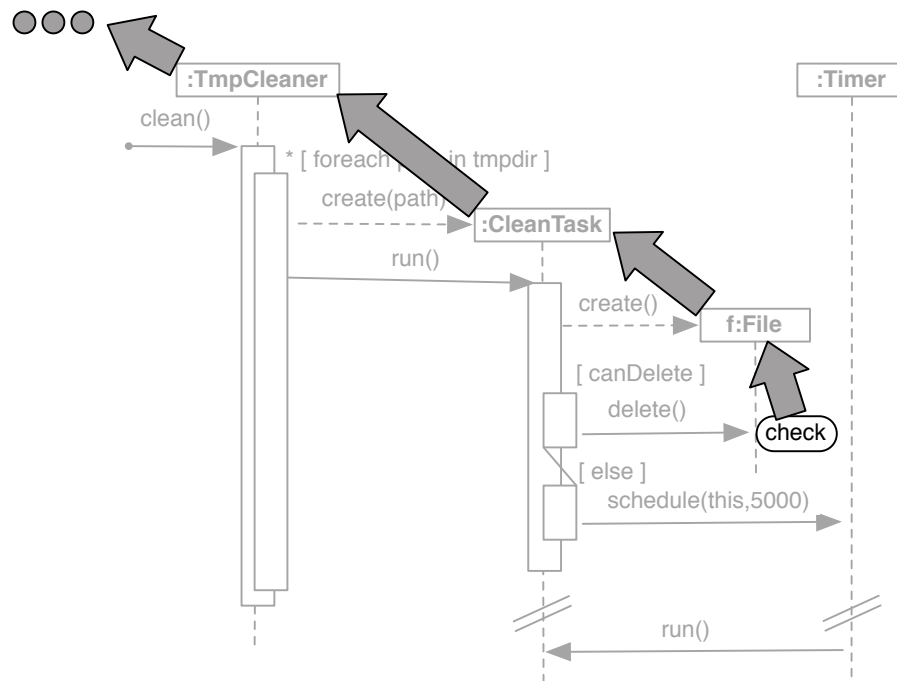 :TmpCleaner
:Timer
clean()
* [ foreach in tmpdir ]
create(path)
:CleanTask
run()
create()
f:File
[ canDelete ]
delete()
check
[ else ]
schedule(this,5000)
run()